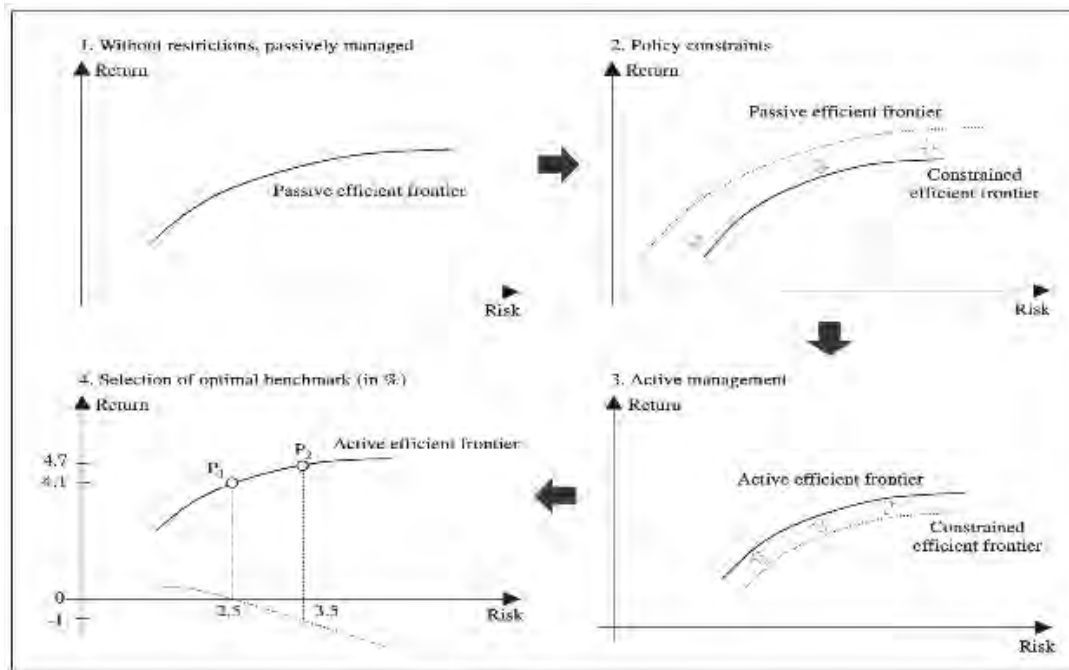 1. Without restrictions, passively managed
Return
Passive efficient frontier
Risk
2. Policy constraints
Return
Passive efficient frontier
Constrained
efficient frontier
Risk
4. Selection of optimal benchmark (in %)
Return
Active efficient frontier
P1
P2
4.7
4.1
0
-1
2.5
3.5
Risk
3. Active management
Return
Active efficient frontier
Constrained
efficient frontier
Risk